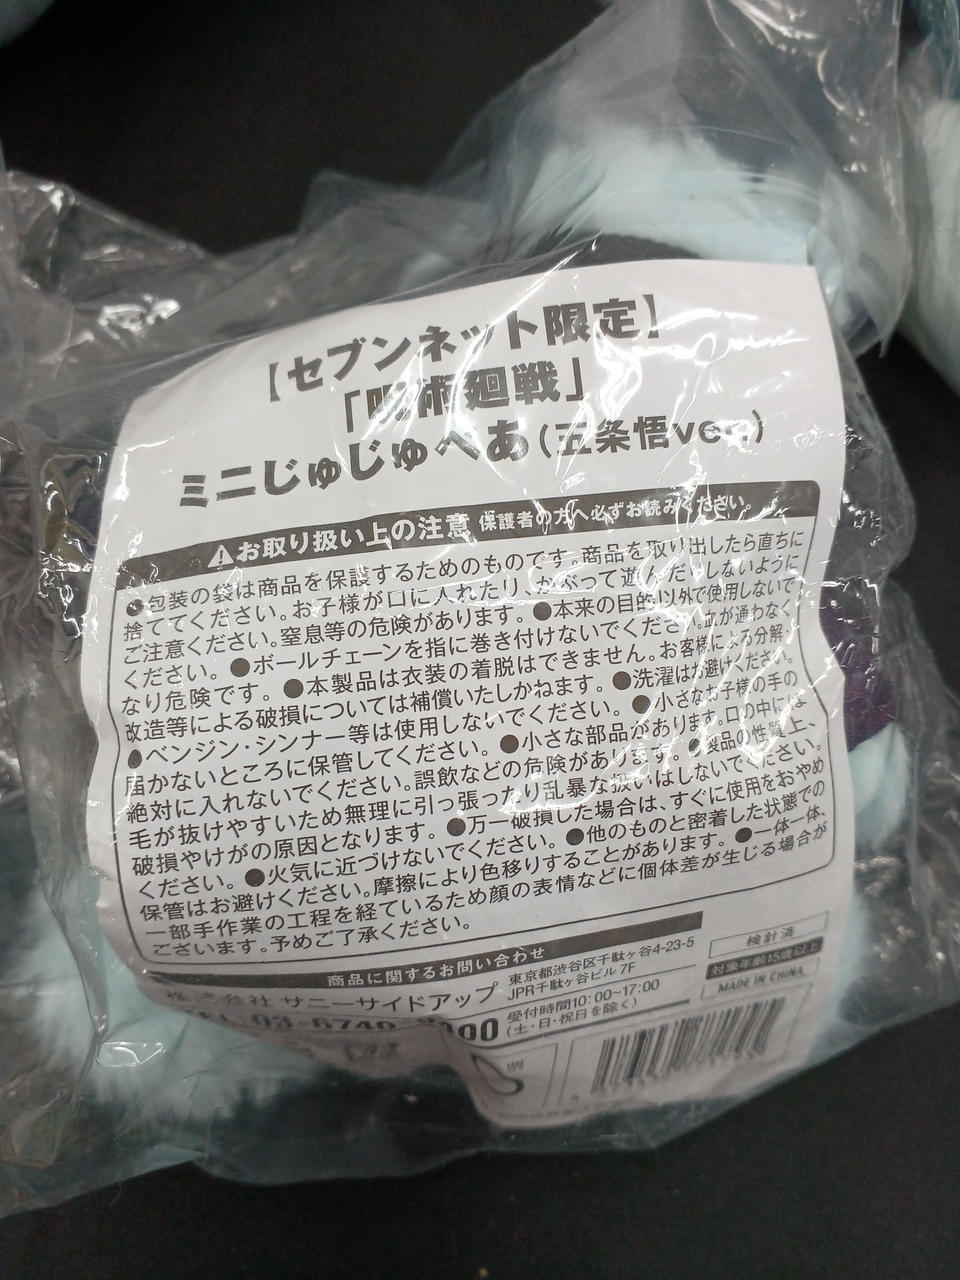 【セブンネット限定】
「呪術廻戦」
ミニじゅじゅべあ(五条悟ver.)
お取り扱い上の注意 保護者の方へ必ずお読みください。
●包装の袋は商品を保護するためのものです。商品を取り出したら直ちに
捨ててください。お子様が口に入れたり、かぶって遊んだりしないように
ご注意ください。窒息等の危険があります。●本来の目的以外で使用しないで
ください。●ボールチェーンを指に巻き付けないでください。血が通わなく
なり危険です。●本製品は衣装の着脱はできません。お客様による分解、
改造等による破損については補償いたしかねます。●洗濯はお避けください。
●ベンジン・シンナー等は使用しないでください。●小さなお子様の手の
届かないところに保管してください。●小さな部品があります。口の中には
絶対に入れないでください。誤飲などの危険があります。●製品の性質上、
毛が抜けやすいため無理に引っ張ったり乱暴な扱いはしないでください。
破損やけがの原因となります。●万一破損した場合は、すぐに使用をおやめ
ください。●火気に近づけないでください。●他のものと密着した状態での
保管はお避けください。摩擦により色移りすることがあります。●一体一体、
一部手作業の工程を経ているため顔の表情などに個体差が生じる場合が
ございます。予めご了承ください。
商品に関するお問い合わせ
株式会社 サニーサイドアップ
東京都渋谷区千駄ヶ谷4-23-5
JPR千駄ヶ谷ビル 7F
受付時間10:00~17:00
(土・日・祝日を除く)
検針済
対象年齢15歳以上
MADE IN CHINA